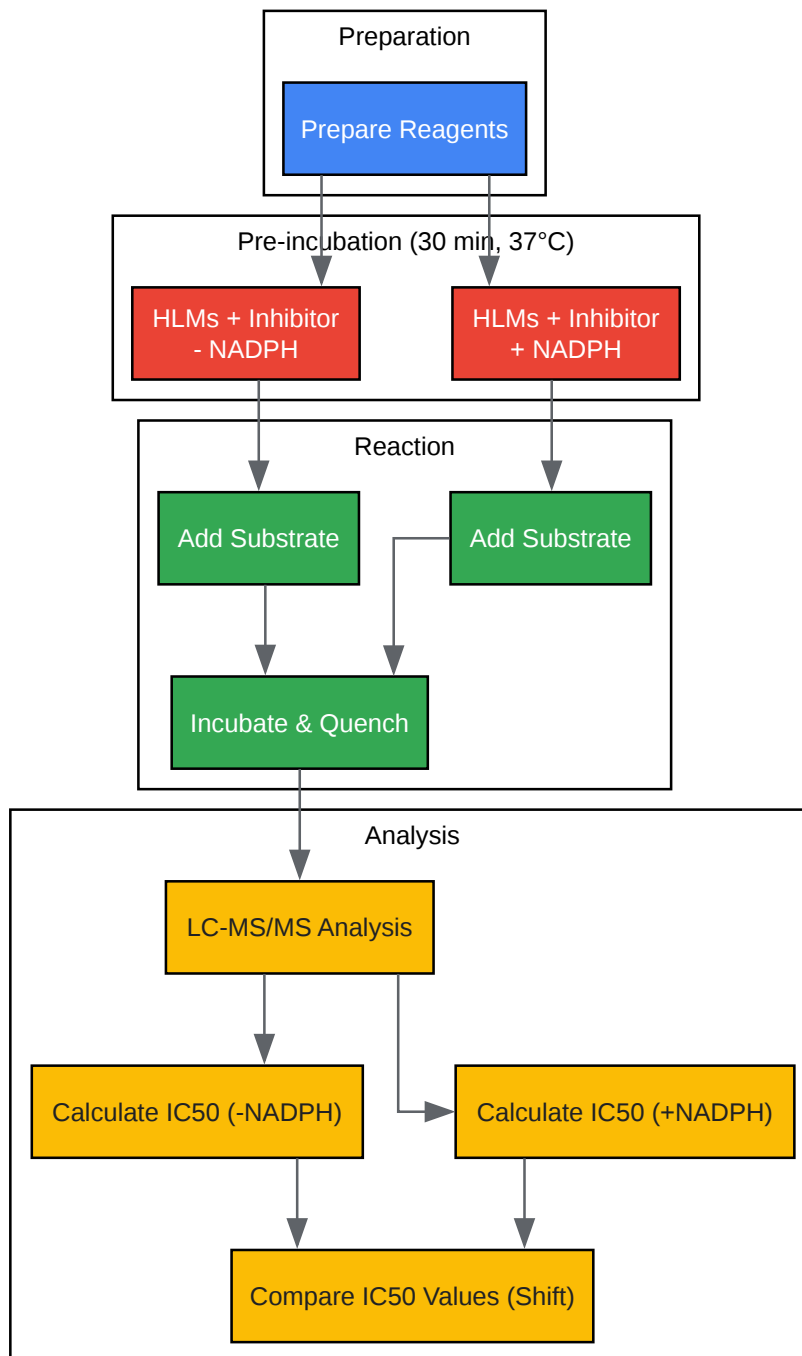 Preparation
Prepare Reagents
Pre-incubation (30 min, 37°C)
HLMs + Inhibitor
- NADPH
HLMs + Inhibitor
+ NADPH
Reaction
Add Substrate
Add Substrate
Incubate & Quench
Analysis
LC-MS/MS Analysis
Calculate IC50 (-NADPH)
Calculate IC50 (+NADPH)
Compare IC50 Values (Shift)